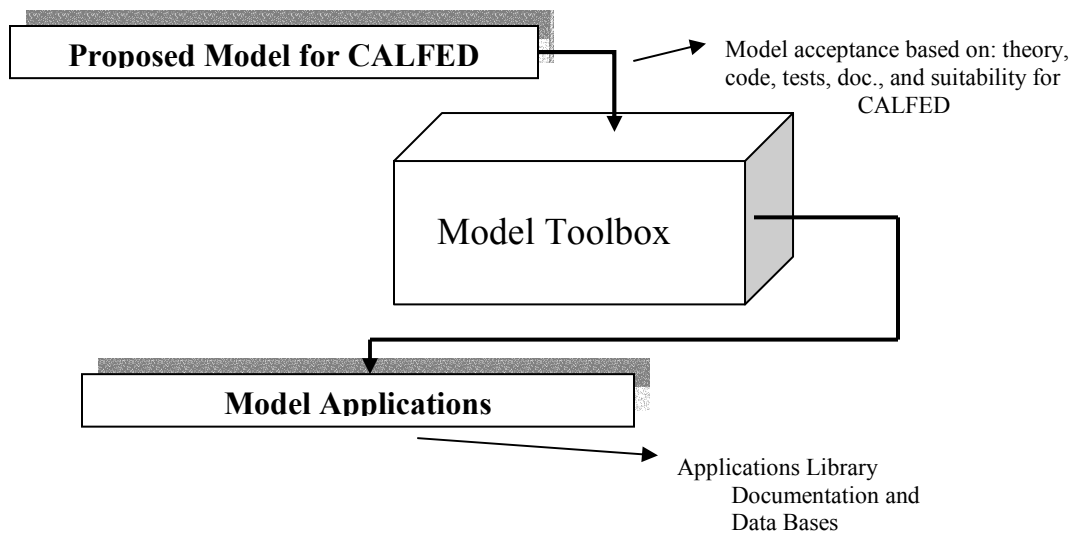 Proposed Model for CALFED
Model acceptance based on: theory,
code, tests, doc., and suitability for
CALFED
Model Toolbox
Model Applications
Applications Library
Documentation and
Data Bases